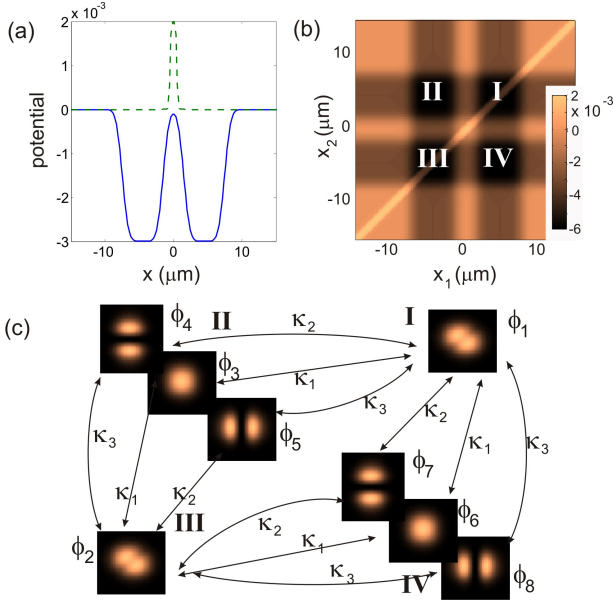 (a)
x 10⁻³
2
1
0
-1
-2
-3
potential
-10
0
10
x (μm)
(b)
10
0
-10
x₂ (μm)
II
I
III
IV
-10
0
10
x₁ (μm)
x 10⁻³
2
0
-2
-4
-6
(c)
ϕ₄
II
κ₂
I
ϕ₁
ϕ₃
κ₁
κ₃
ϕ₅
κ₂
κ₃
κ₁
κ₃
κ₁
κ₂
ϕ₇
ϕ₂
III
κ₂
ϕ₆
κ₁
κ₃
IV
ϕ₈